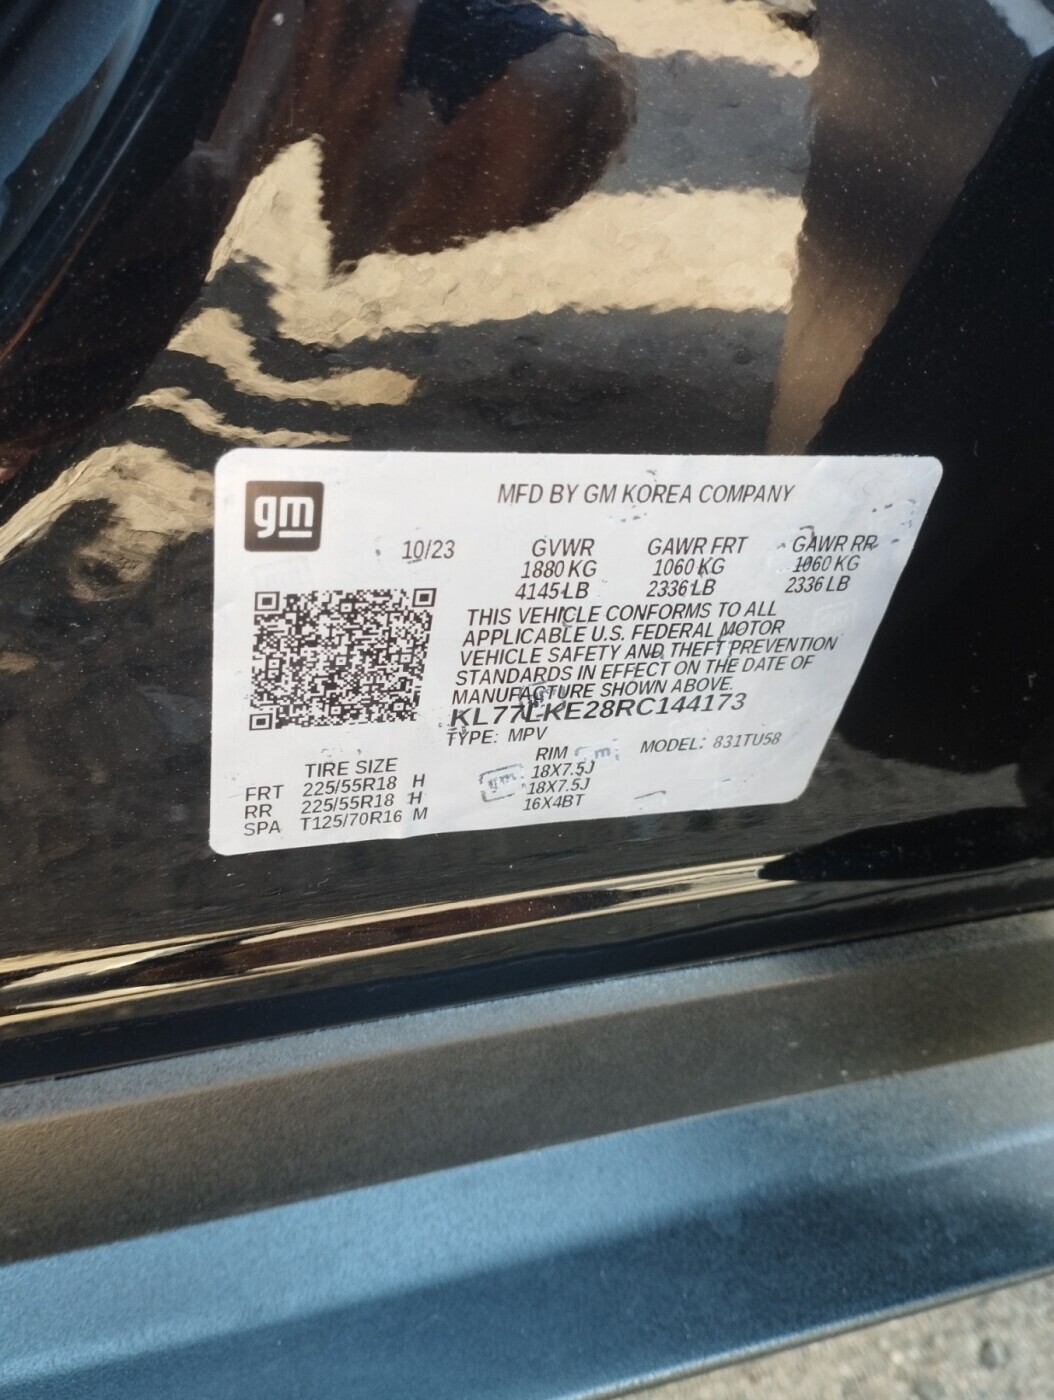 gm
MFD BY GM KOREA COMPANY
10/23 GVWR GAWR FRT GAWR RR
1880 KG 1060 KG 1060 KG
4145 LB 2336 LB 2336 LB
THIS VEHICLE CONFORMS TO ALL
APPLICABLE U.S. FEDERAL MOTOR
VEHICLE SAFETY AND THEFT PREVENTION
STANDARDS IN EFFECT ON THE DATE OF
MANUFACTURE SHOWN ABOVE
KL77LKE28RC144173
TYPE: MPV MODEL: 831TU58
TIRE SIZE RIM
FRT 225/55R18 H 18X7.5J
RR 225/55R18 H 18X7.5J
SPA T125/70R16 M 16X4BT
gm
gm